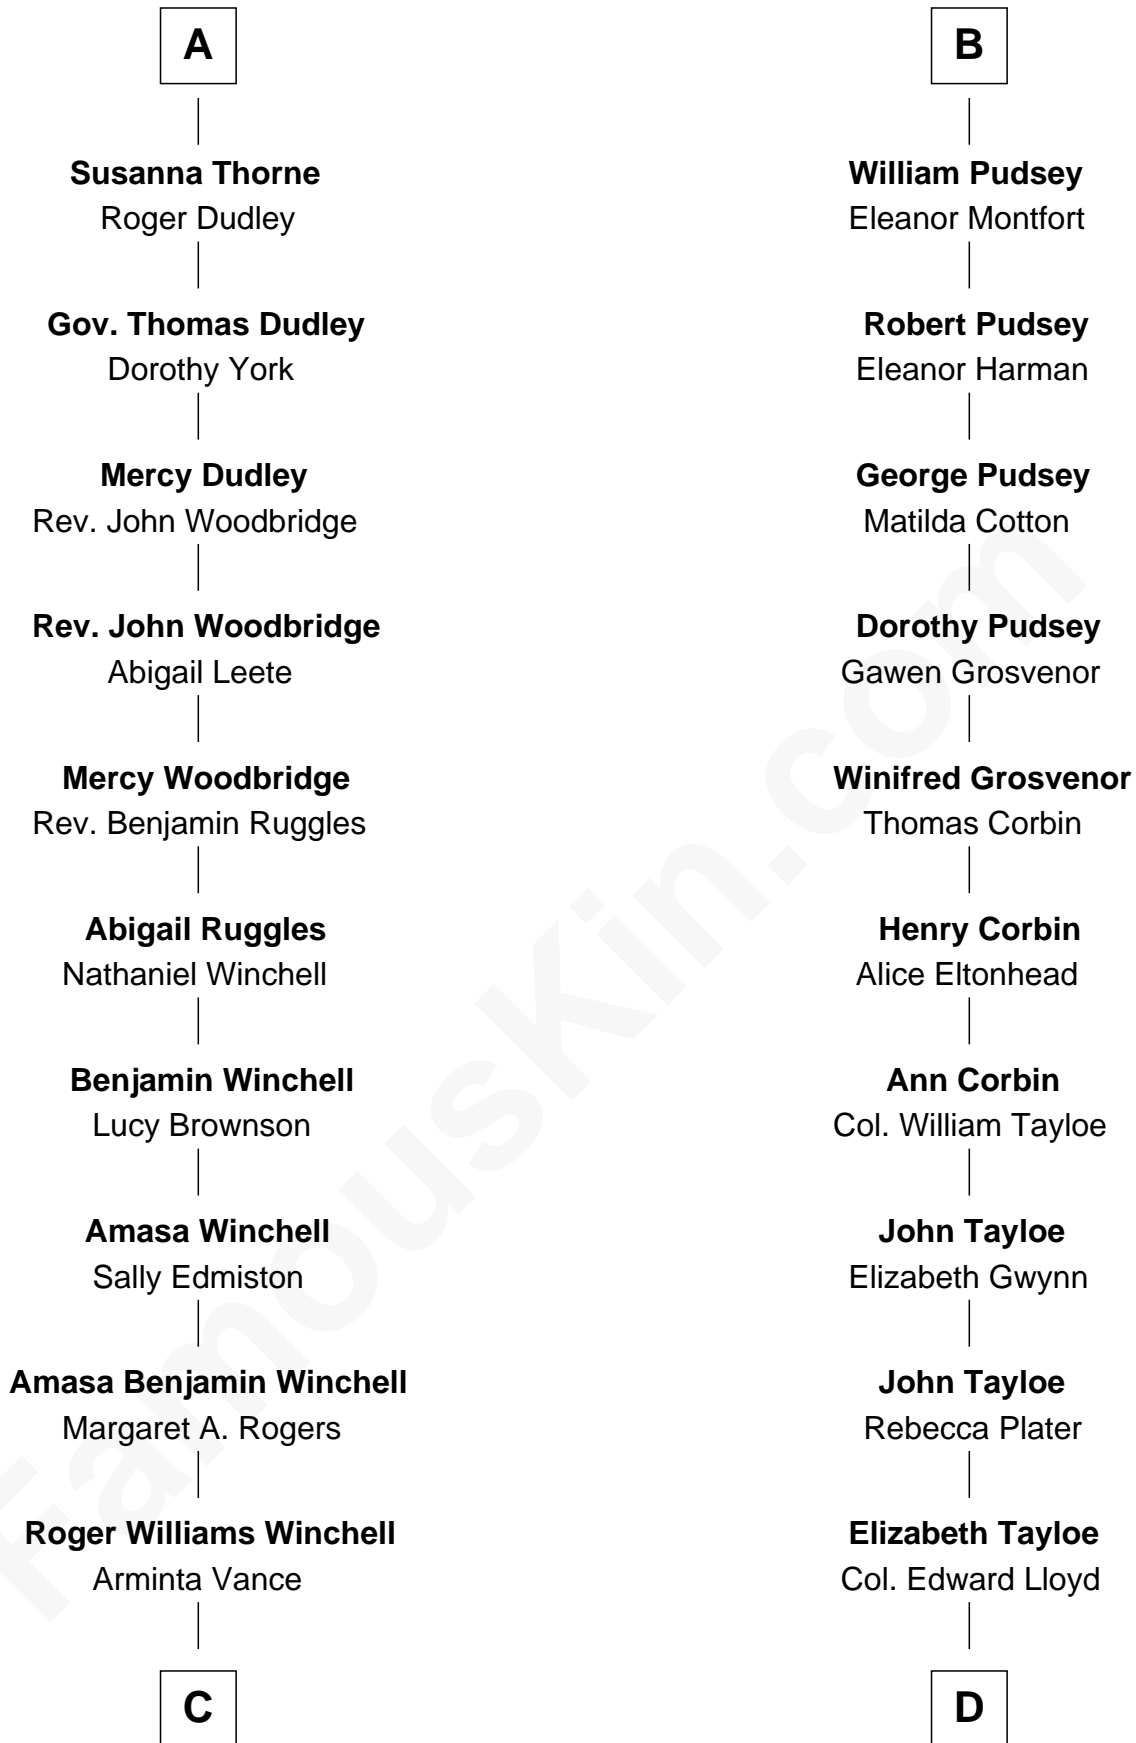 A
Susanna Thorne
Roger Dudley
Gov. Thomas Dudley
Dorothy York
Mercy Dudley
Rev. John Woodbridge
Rev. John Woodbridge
Abigail Leete
Mercy Woodbridge
Rev. Benjamin Ruggles
Abigail Ruggles
Nathaniel Winchell
Benjamin Winchell
Lucy Brownson
Amasa Winchell
Sally Edmiston
Amasa Benjamin Winchell
Margaret A. Rogers
Roger Williams Winchell
Arminta Vance
C
B
William Pudsey
Eleanor Montfort
Robert Pudsey
Eleanor Harman
George Pudsey
Matilda Cotton
Dorothy Pudsey
Gawen Grosvenor
Winifred Grosvenor
Thomas Corbin
Henry Corbin
Alice Eltonhead
Ann Corbin
Col. William Tayloe
John Tayloe
Elizabeth Gwynn
John Tayloe
Rebecca Plater
Elizabeth Tayloe
Col. Edward Lloyd
D
FamousKin.com